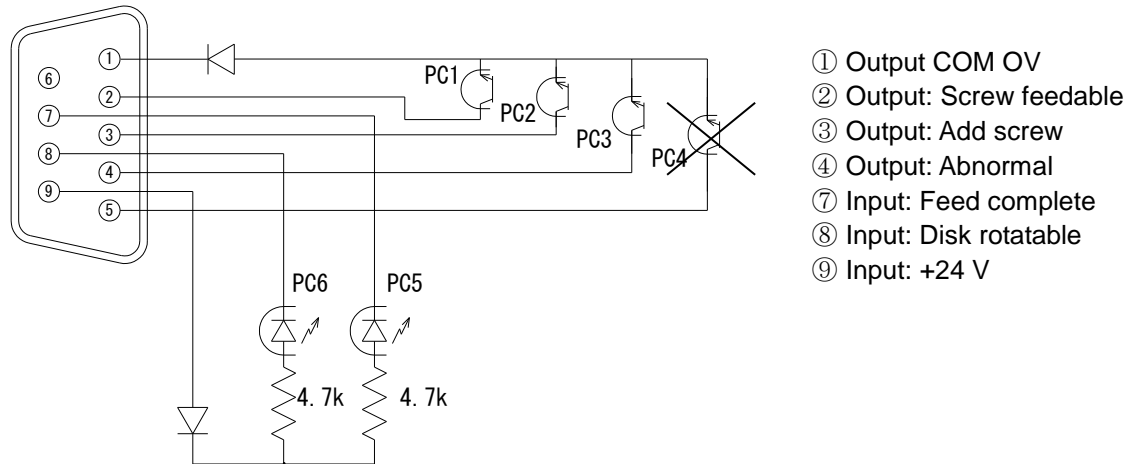 ①
⑥
②
⑦
③
⑧
④
⑨
⑤
PC1
PC2
PC3
PC4
PC6
PC5
4. 7k
4. 7k
① Output COM OV
② Output: Screw feedable
③ Output: Add screw
④ Output: Abnormal
⑦ Input: Feed complete
⑧ Input: Disk rotatable
⑨ Input: +24 V